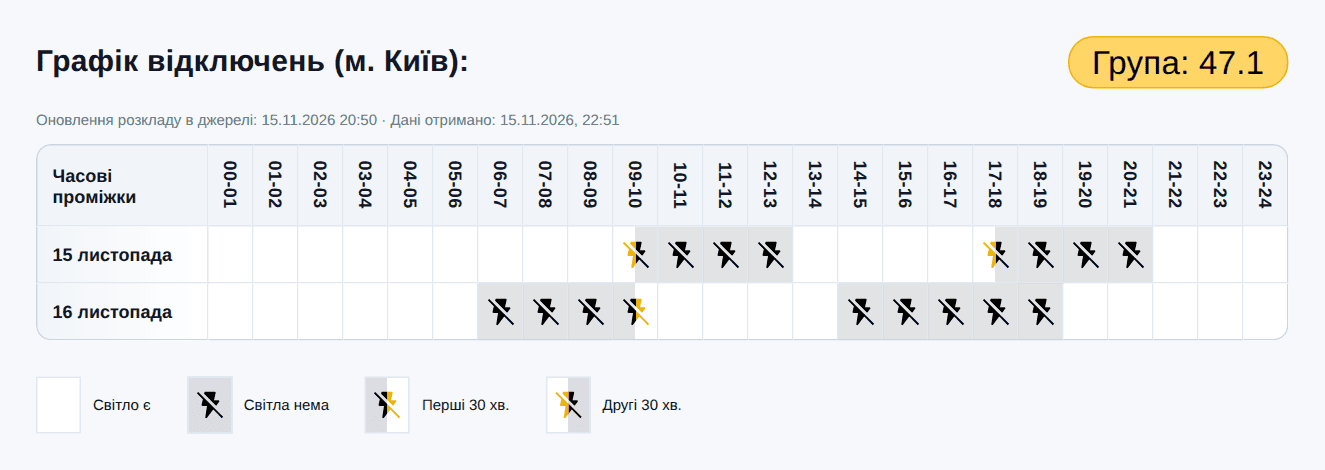 Графік відключень (м. Київ):
Група: 47.1
Оновлення розкладу в джерелі: 15.11.2026 20:50 · Дані отримано: 15.11.2026, 22:51
Часові
проміжки
00-01
01-02
02-03
03-04
04-05
05-06
06-07
07-08
08-09
09-10
10-11
11-12
12-13
13-14
14-15
15-16
16-17
17-18
18-19
19-20
20-21
21-22
22-23
23-24
15 листопада
16 листопада
Світло є
Світла нема
Перші 30 хв.
Другі 30 хв.